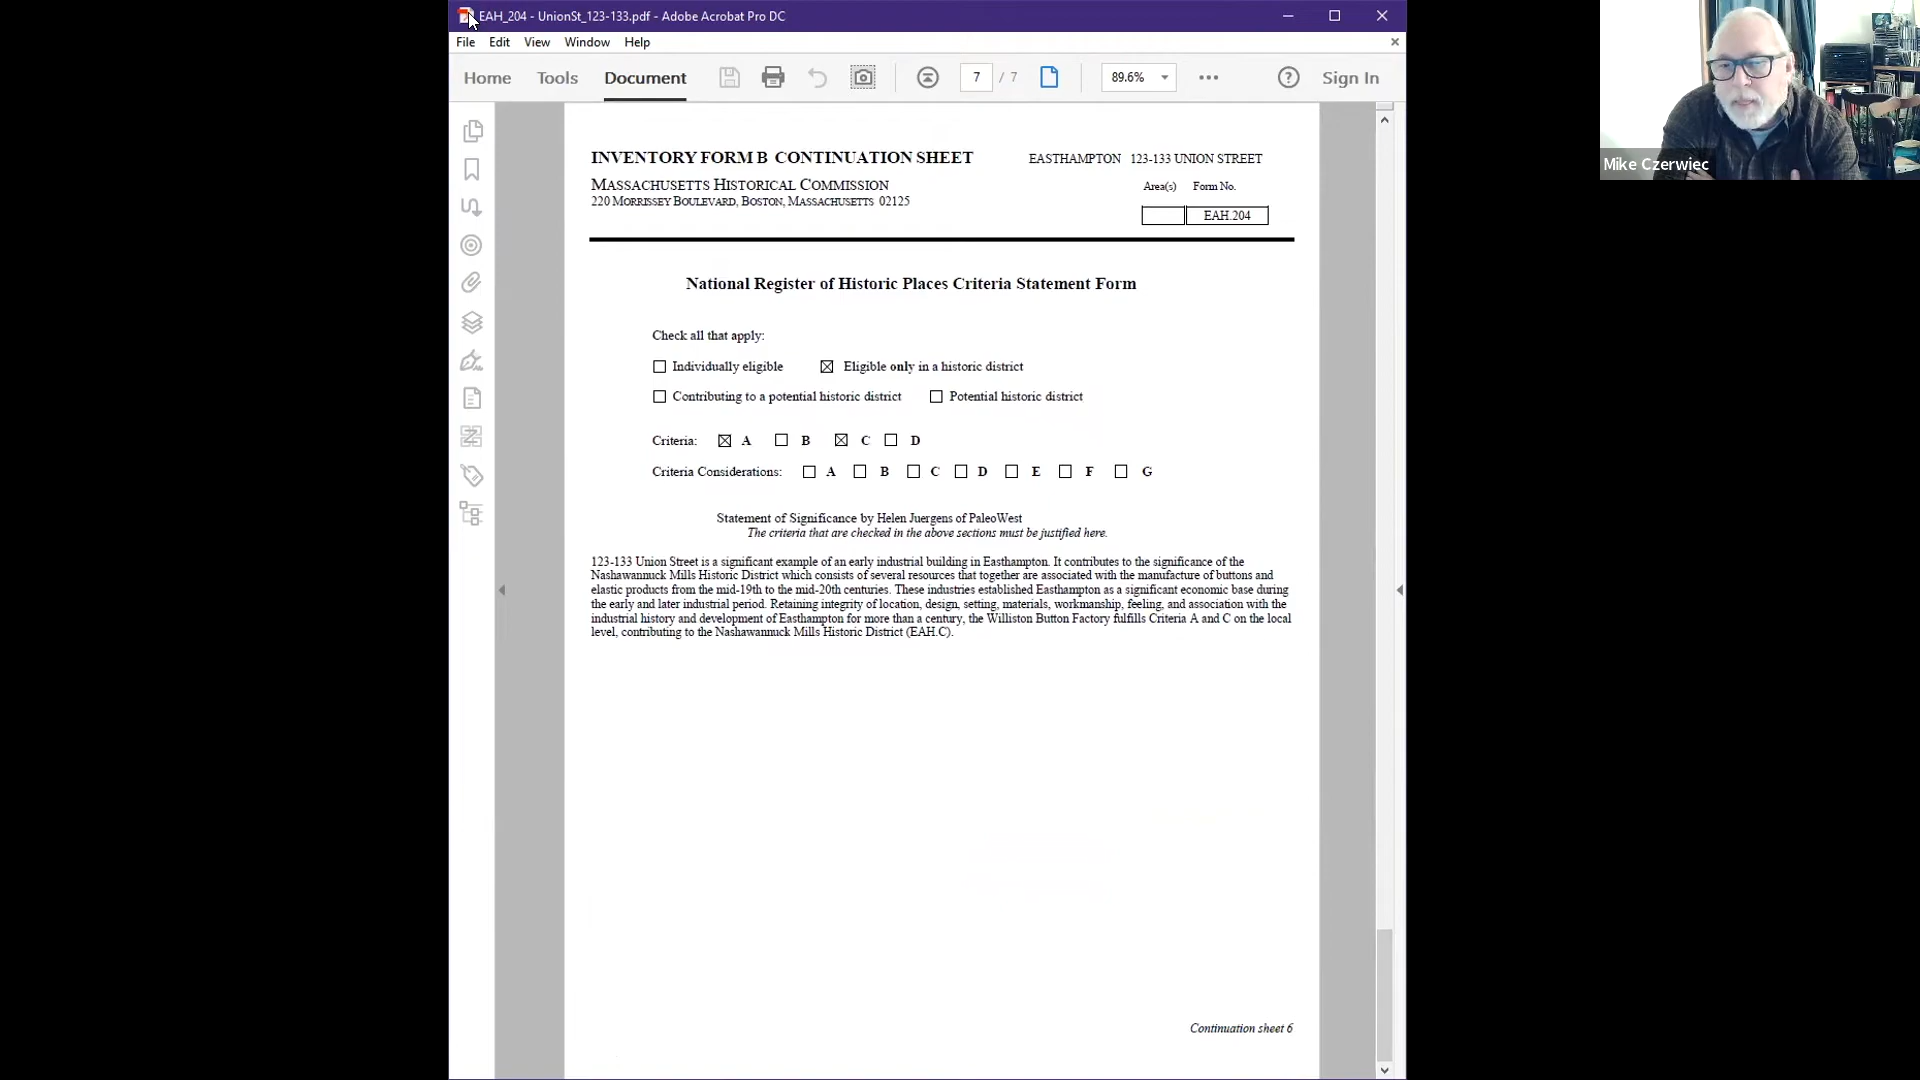 EAH_204 - UnionSt_123-133.pdf - Adobe Acrobat Pro DC
File Edit View Window Help
Home Tools Document 7 / 7 89.6% Sign In
INVENTORY FORM B CONTINUATION SHEET EASTHAMPTON 123-133 UNION STREET
MASSACHUSETTS HISTORICAL COMMISSION Area(s) Form No.
220 MORRISSEY BOULEVARD, BOSTON, MASSACHUSETTS 02125
EAH.204
National Register of Historic Places Criteria Statement Form
Check all that apply:
Individually eligible Eligible only in a historic district
Contributing to a potential historic district Potential historic district
Criteria: A B C D
Criteria Considerations: A B C D E F G
Statement of Significance by Helen Juergens of PaleoWest
The criteria that are checked in the above sections must be justified here.
123-133 Union Street is a significant example of an early industrial building in Easthampton. It contributes to the significance of the
Nashawannuck Mills Historic District which consists of several resources that together are associated with the manufacture of buttons and
elastic products from the mid-19th to the mid-20th centuries. These industries established Easthampton as a significant economic base during
the early and later industrial period. Retaining integrity of location, design, setting, materials, workmanship, feeling, and association with the
industrial history and development of Easthampton for more than a century, the Williston Button Factory fulfills Criteria A and C on the local
level, contributing to the Nashawannuck Mills Historic District (EAH.C).
Continuation sheet 6
Mike Czerwiec